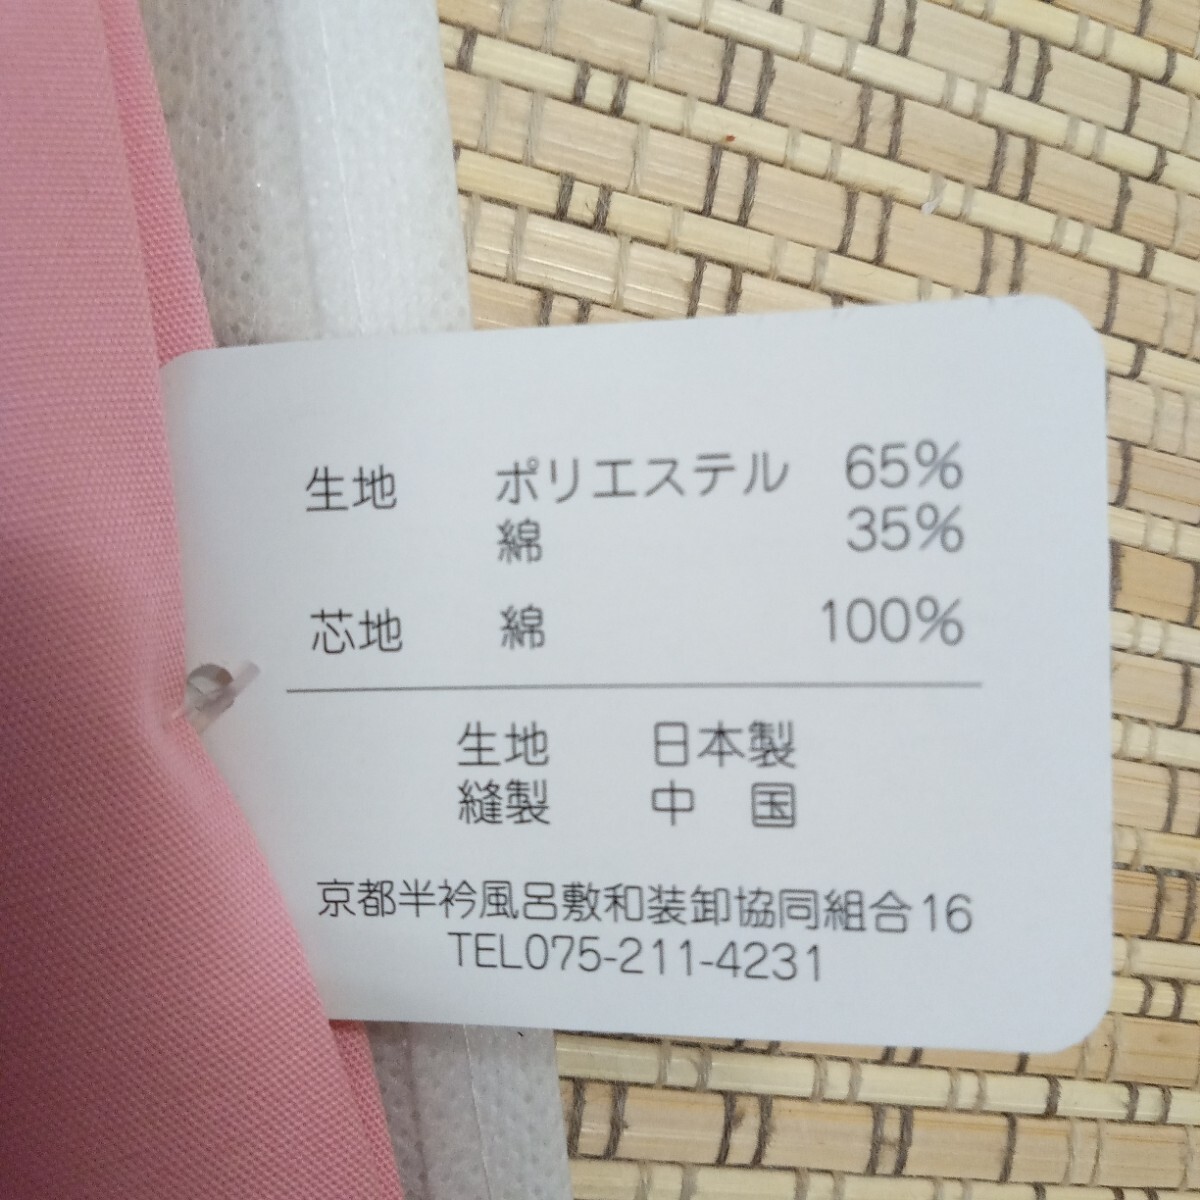 生地 ポリエステル 65%
綿 35%
芯地 綿 100%
生地 日本製
縫製 中 国
京都半衿風呂敷和装卸協同組合16
TEL075-211-4231